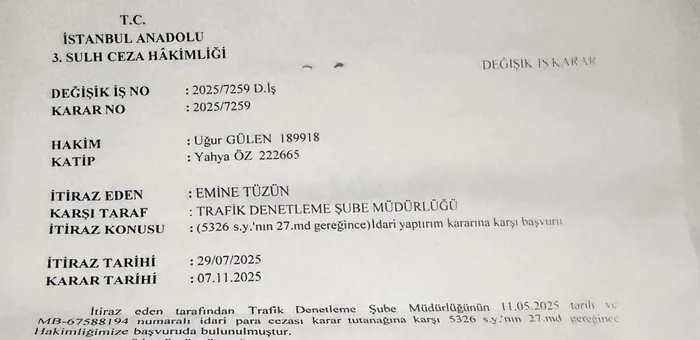 T.C.
İSTANBUL ANADOLU
3. SULH CEZA HÂKİMLİĞİ
DEĞİŞİK İŞ KARAR
DEĞİŞİK İŞ NO : 2025/7259 D.İş
KARAR NO : 2025/7259
HAKİM : Uğur GÜLEN 189918
KATİP : Yahya ÖZ 222665
İTİRAZ EDEN : EMİNE TÜZÜN
KARŞI TARAF : TRAFİK DENETLEME ŞUBE MÜDÜRLÜĞÜ
İTİRAZ KONUSU : (5326 s.y.'nın 27.md gereğince)İdari yaptırım kararına karşı başvuru
İTİRAZ TARİHİ : 29/07/2025
KARAR TARİHİ : 07.11.2025
İtiraz eden tarafından Trafik Denetleme Şube Müdürlüğünün 11.05.2025 tarih ve
MB-67588194 numaralı idari para cezası karar tutanağına karşı 5326 s.y.'nın 27.md gereğince
Hakimliğimize başvuruda bulunulmuştur.